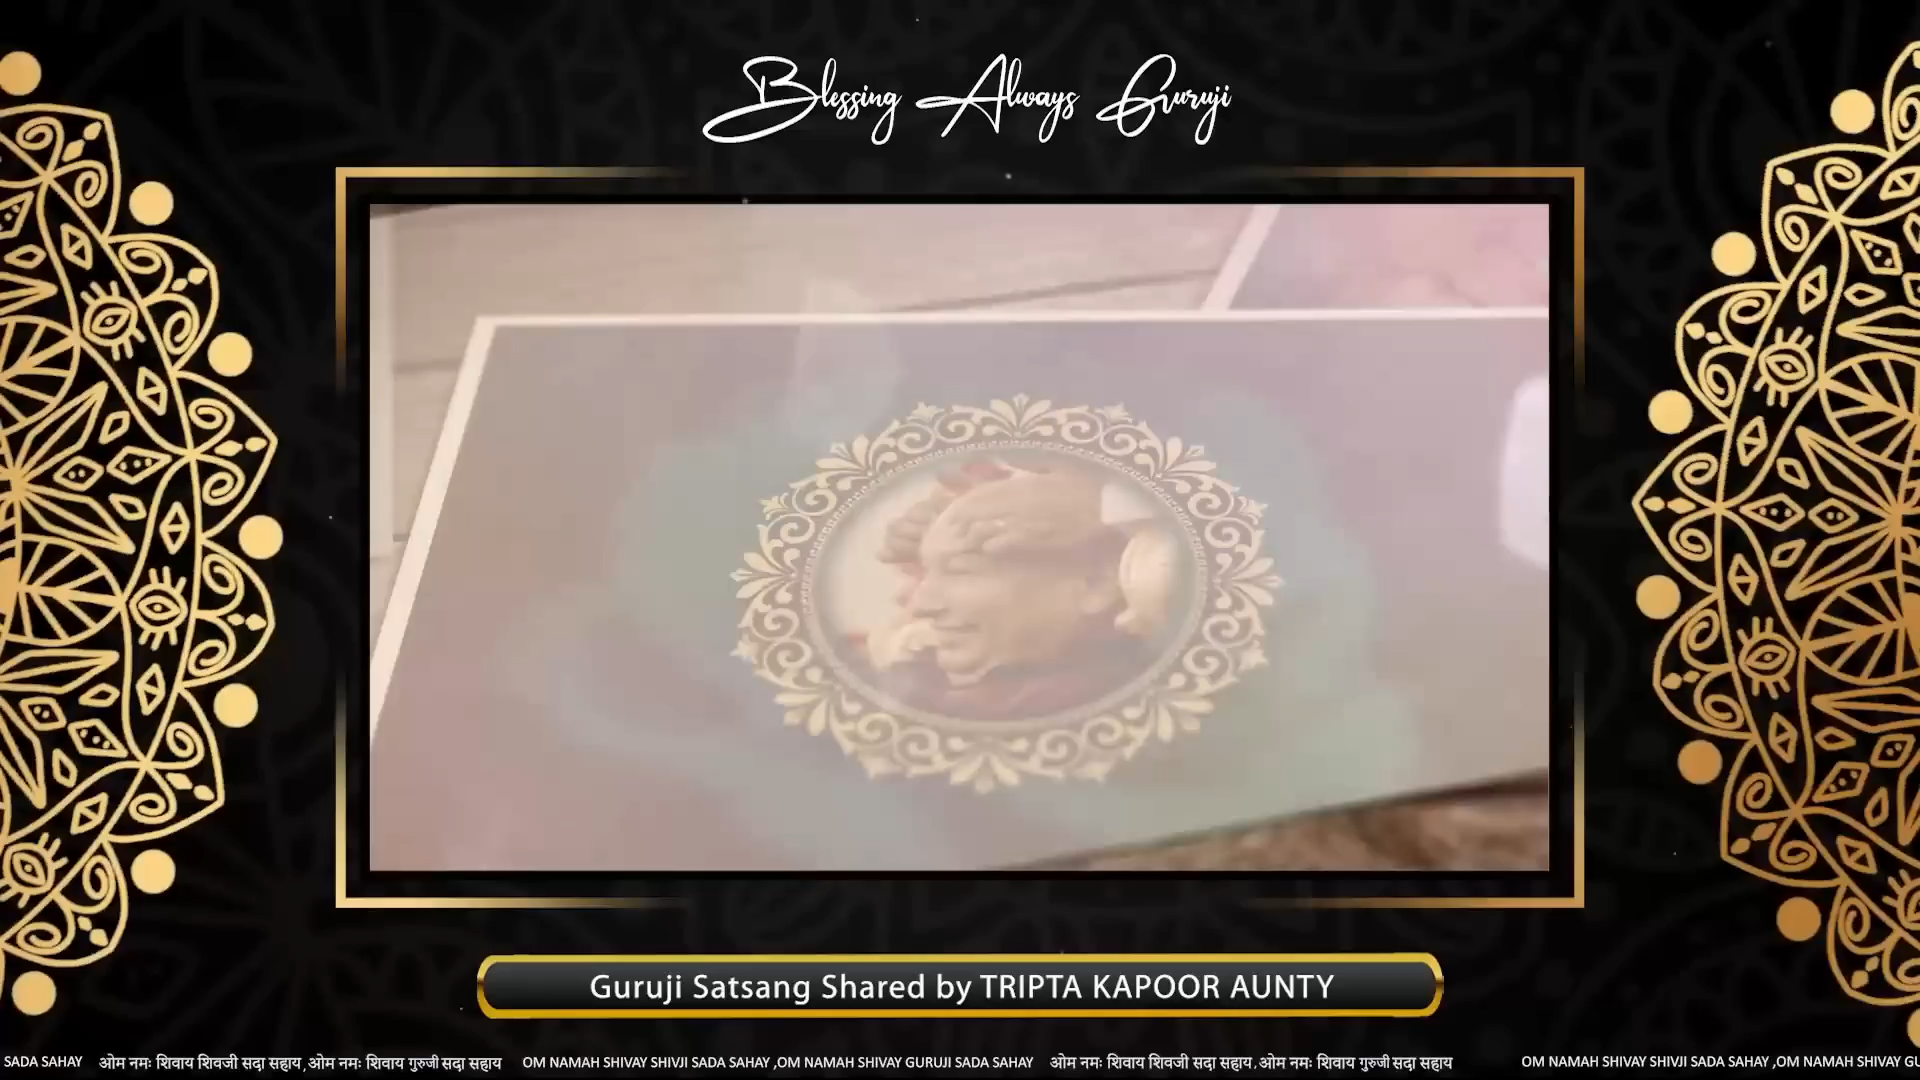 Blessing Always Guruji
Guruji Satsang Shared by TRIPTA KAPOOR AUNTY
SADA SAHAY ओम नमः शिवाय शिवजी सदा सहाय ,ओम नमः शिवाय गुरुजी सदा सहाय OM NAMAH SHIVAY SHIVJI SADA SAHAY ,OM NAMAH SHIVAY GURUJI SADA SAHAY ओम नमः शिवाय शिवजी सदा सहाय ,ओम नमः शिवाय गुरुजी सदा सहाय OM NAMAH SHIVAY SHIVJI SADA SAHAY ,OM NAMAH SHIVAY GU